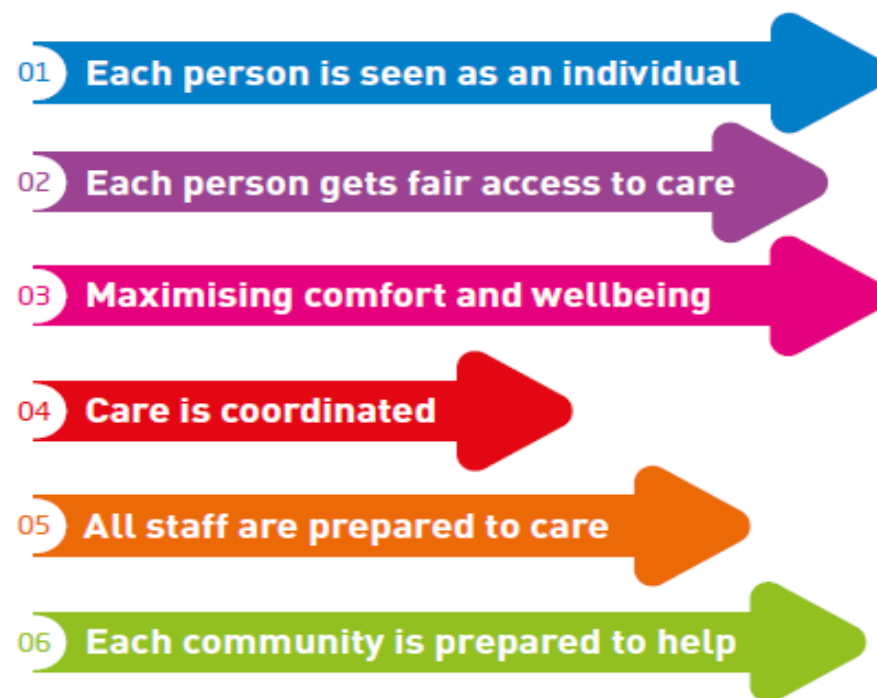 01 Each person is seen as an individual
02 Each person gets fair access to care
03 Maximising comfort and wellbeing
04 Care is coordinated
05 All staff are prepared to care
06 Each community is prepared to help